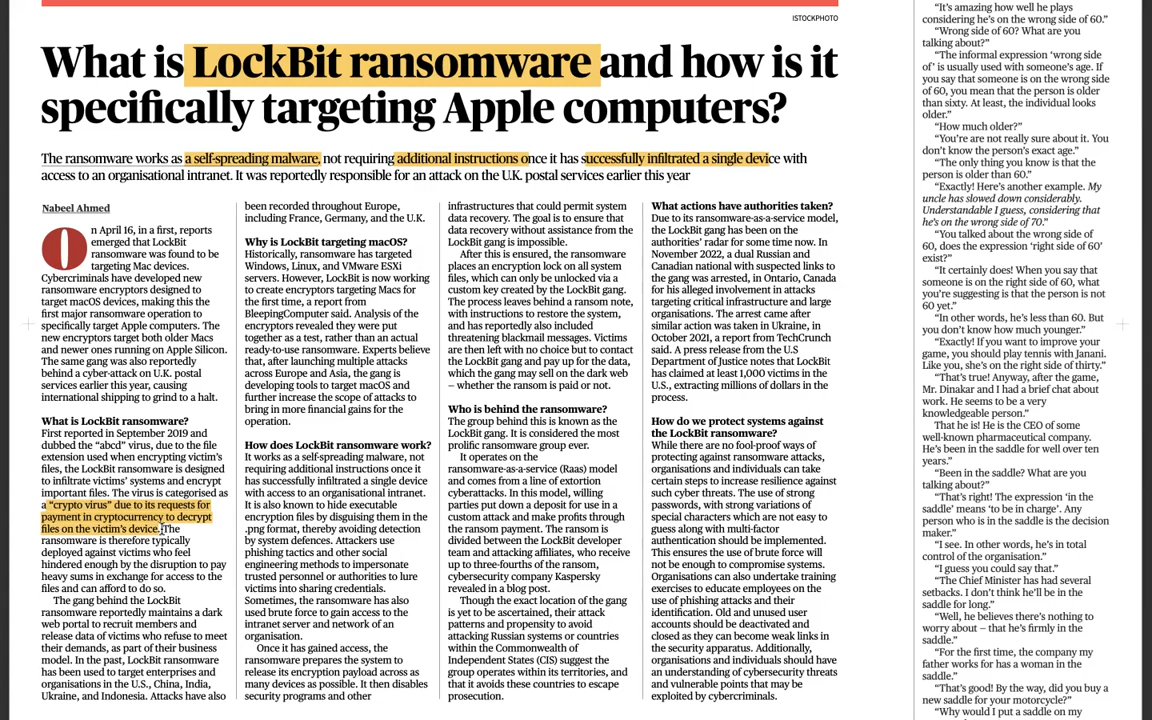 ISTOCKPHOTO
What is LockBit ransomware and how is it
specifically targeting Apple computers?
The ransomware works as a self-spreading malware, not requiring additional instructions once it has successfully infiltrated a single device with
access to an organisational intranet. It was reportedly responsible for an attack on the U.K. postal services earlier this year
Nabeel Ahmed
On April 16, in a first, reports
emerged that LockBit
ransomware was found to be
targeting Mac devices.
Cybercriminals have developed new
ransomware encryptors designed to
target macOS devices, making this the
first major ransomware operation to
specifically target Apple computers. The
new encryptors target both older Macs
and newer ones running on Apple Silicon.
The same gang was also reportedly
behind a cyber-attack on U.K. postal
services earlier this year, causing
international shipping to grind to a halt.
What is LockBit ransomware?
First reported in September 2019 and
dubbed the “abcd” virus, due to the file
extension used when encrypting victim’s
files, the LockBit ransomware is designed
to infiltrate victims’ systems and encrypt
important files. The virus is categorised as
a “crypto virus” due to its requests for
payment in cryptocurrency to decrypt
files on the victim’s device. The
ransomware is therefore typically
deployed against victims who feel
hindered enough by the disruption to pay
heavy sums in exchange for access to the
files and can afford to do so.
The gang behind the LockBit
ransomware reportedly maintains a dark
web portal to recruit members and
release data of victims who refuse to meet
their demands, as part of their business
model. In the past, LockBit ransomware
has been used to target enterprises and
organisations in the U.S., China, India,
Ukraine, and Indonesia. Attacks have also
been recorded throughout Europe,
including France, Germany, and the U.K.
Why is LockBit targeting macOS?
Historically, ransomware has targeted
Windows, Linux, and VMware ESXi
servers. However, LockBit is now working
to create encryptors targeting Macs for
the first time, a report from
BleepingComputer said. Analysis of the
encryptors revealed they were put
together as a test, rather than an actual
ready-to-use ransomware. Experts believe
that, after launching multiple attacks
across Europe and Asia, the gang is
developing tools to target macOS and
further increase the scope of attacks to
bring in more financial gains for the
operation.
How does LockBit ransomware work?
It works as a self-spreading malware, not
requiring additional instructions once it
has successfully infiltrated a single device
with access to an organisational intranet.
It is also known to hide executable
encryption files by disguising them in the
.png format, thereby avoiding detection
by system defences. Attackers use
phishing tactics and other social
engineering methods to impersonate
trusted personnel or authorities to lure
victims into sharing credentials.
Sometimes, the ransomware has also
used brute force to gain access to the
intranet server and network of an
organisation.
Once it has gained access, the
ransomware prepares the system to
release its encryption payload across as
many devices as possible. It then disables
security programs and other
infrastructures that could permit system
data recovery. The goal is to ensure that
data recovery without assistance from the
LockBit gang is impossible.
After this is ensured, the ransomware
places an encryption lock on all system
files, which can only be unlocked via a
custom key created by the LockBit gang.
The process leaves behind a ransom note,
with instructions to restore the system,
and has reportedly also included
threatening blackmail messages. Victims
are then left with no choice but to contact
the LockBit gang and pay up for the data,
which the gang may sell on the dark web
— whether the ransom is paid or not.
Who is behind the ransomware?
The group behind this is known as the
LockBit gang. It is considered the most
prolific ransomware group ever.
It operates on the
ransomware-as-a-service (Raas) model
and comes from a line of extortion
cyberattacks. In this model, willing
parties put down a deposit for use in a
custom attack and make profits through
the ransom payment. The ransom is
divided between the LockBit developer
team and attacking affiliates, who receive
up to three-fourths of the ransom,
cybersecurity company Kaspersky
revealed in a blog post.
Though the exact location of the gang
is yet to be ascertained, their attack
patterns and propensity to avoid
attacking Russian systems or countries
within the Commonwealth of
Independent States (CIS) suggest the
group operates within its territories, and
that it avoids these countries to escape
prosecution.
What actions have authorities taken?
Due to its ransomware-as-a-service model,
the LockBit gang has been on the
authorities’ radar for some time now. In
November 2022, a dual Russian and
Canadian national with suspected links to
the gang was arrested, in Ontario, Canada
for his alleged involvement in attacks
targeting critical infrastructure and large
organisations. The arrest came after
similar action was taken in Ukraine, in
October 2021, a report from TechCrunch
said. A press release from the U.S
Department of Justice notes that LockBit
has claimed at least 1,000 victims in the
U.S., extracting millions of dollars in the
process.
How do we protect systems against
the LockBit ransomware?
While there are no fool-proof ways of
protecting against ransomware attacks,
organisations and individuals can take
certain steps to increase resilience against
such cyber threats. The use of strong
passwords, with strong variations of
special characters which are not easy to
guess along with multi-factor
authentication should be implemented.
This ensures the use of brute force will
not be enough to compromise systems.
Organisations can also undertake training
exercises to educate employees on the
use of phishing attacks and their
identification. Old and unused user
accounts should be deactivated and
closed as they can become weak links in
the security apparatus. Additionally,
organisations and individuals should have
an understanding of cybersecurity threats
and vulnerable points that may be
exploited by cybercriminals.
“It’s amazing how well he plays
considering he’s on the wrong side of 60.”
“Wrong side of 60? What are you
talking about?”
“The informal expression ‘wrong side
of’ is usually used with someone’s age. If
you say that someone is on the wrong side
of 60, you mean that the person is older
than sixty. At least, the individual looks
older.”
“How much older?”
“You’re are not really sure about it. You
don’t know the person’s exact age.”
“The only thing you know is that the
person is older than 60.”
“Exactly! Here’s another example. My
uncle has slowed down considerably.
Understandable I guess, considering that
he’s on the wrong side of 70.”
“You talked about the wrong side of
60, does the expression ‘right side of 60’
exist?”
“It certainly does! When you say that
someone is on the right side of 60, what
you’re suggesting is that the person is not
60 yet.”
“In other words, he’s less than 60. But
you don’t know how much younger.”
“Exactly! If you want to improve your
game, you should play tennis with Janani.
Like you, she’s on the right side of thirty.”
“That’s true! Anyway, after the game,
Mr. Dinakar and I had a brief chat about
work. He seems to be a very
knowledgeable person.”
That he is! He is the CEO of some
well-known pharmaceutical company.
He’s been in the saddle for well over ten
years.”
“Been in the saddle? What are you
talking about?”
“That’s right! The expression ‘in the
saddle’ means ‘to be in charge’. Any
person who is in the saddle is the decision
maker.”
“I see. In other words, he’s in total
control of the organisation.”
“I guess you could say that.”
“The Chief Minister has had several
setbacks. I don’t think he’ll be in the
saddle for long.”
“Well, he believes there’s nothing to
worry about – that he’s firmly in the
saddle.”
“For the first time, the company my
father works for has a woman in the
saddle.”
“That’s good! By the way, did you buy a
new saddle for your motorcycle?”
“Why would I put a saddle on my